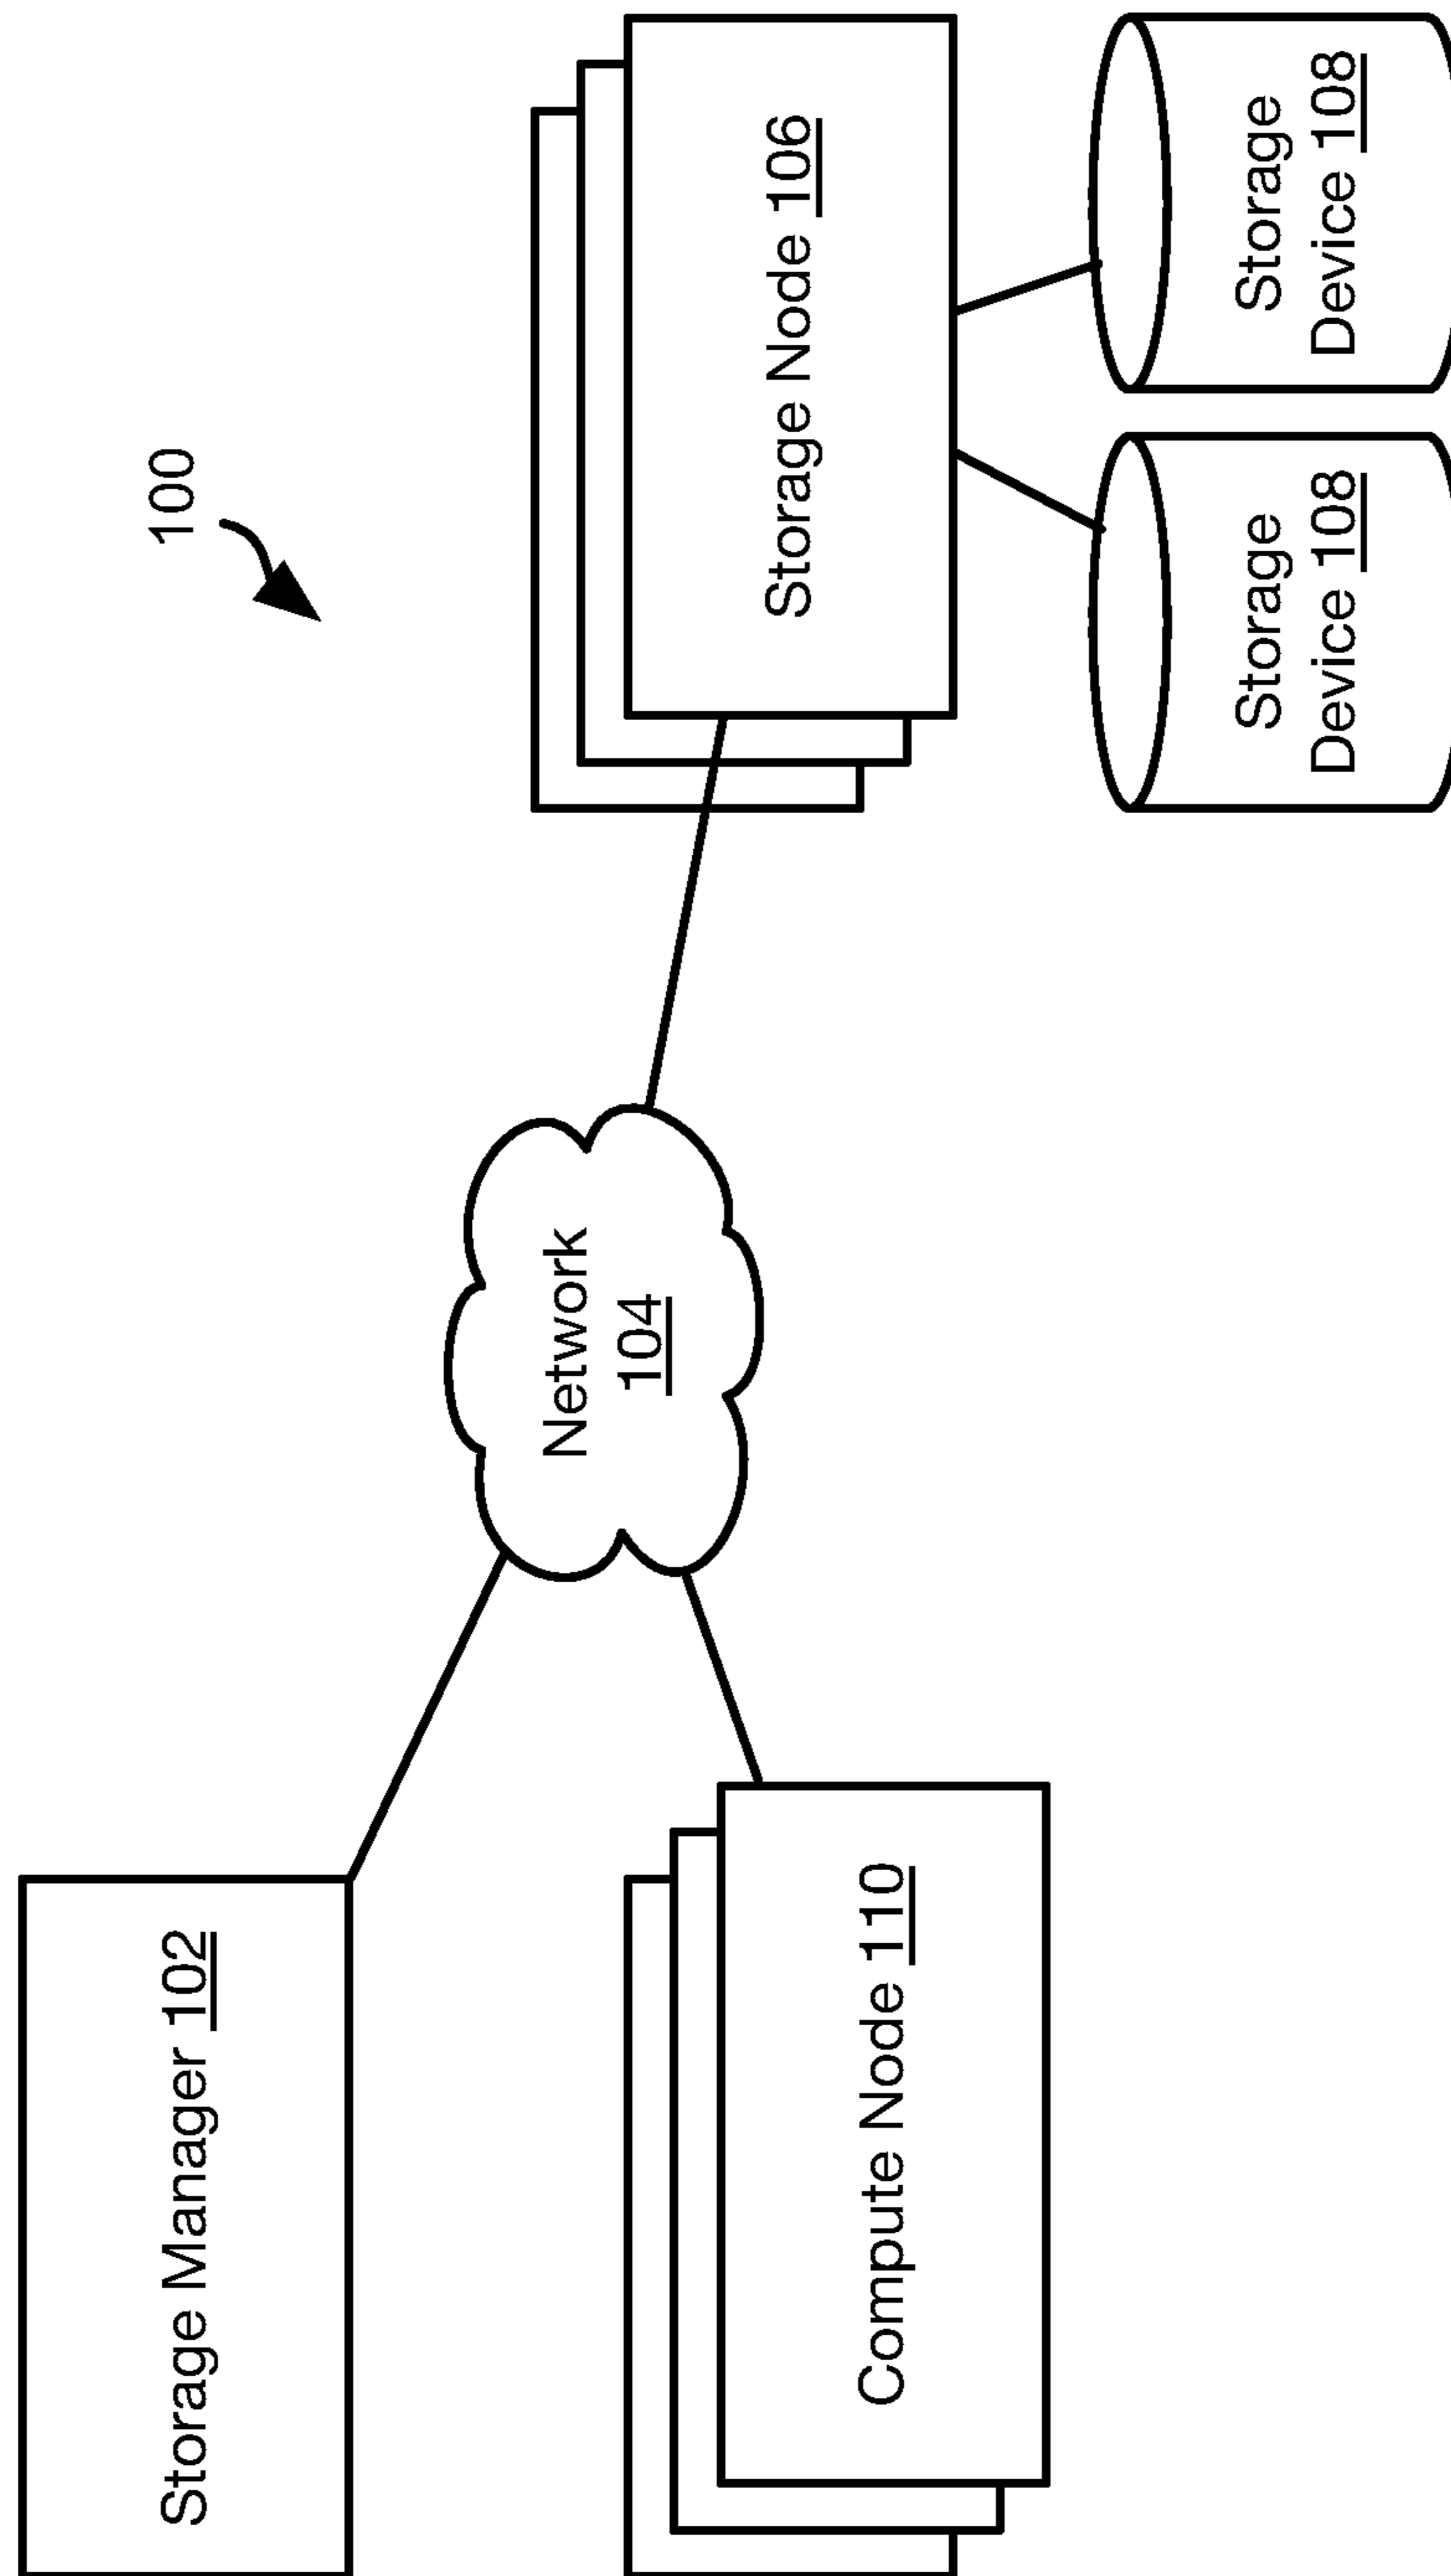 100
Storage Manager 102
Network
104
Storage Node 106
Compute Node 110
Storage
Device 108
Storage
Device 108